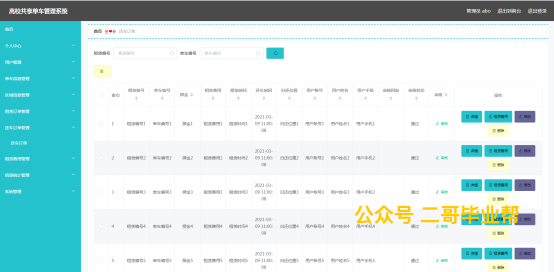 高校共享单车管理系统
管理员 abo 退出到前台 退出登录
首页
个人中心
用户管理
单车信息管理
区域信息管理
租赁订单管理
还车订单管理
还车订单
系统管理
首页 还车订单
租赁编号 租赁编号 单车编号 单车编号
索引 租赁编号 单车编号 押金 租赁费用 租赁时间 还车时间 归还位置 用户账号 用户姓名 用户手机 审核回复 审核状态 审核 操作
1 租赁编号1 单车编号1 押金1 租赁费用1 租赁时间1 2021-03-09 11:00:08 归还位置1 用户账号1 用户姓名1 用户手机1 通过 审核 详情 租赁费用 修改 删除
2 租赁编号2 单车编号2 押金2 租赁费用2 租赁时间2 2021-03-09 11:00:08 归还位置2 用户账号2 用户姓名2 用户手机2 通过 审核 详情 租赁费用 修改 删除
3 租赁编号3 单车编号3 押金3 租赁费用3 租赁时间3 2021-03-09 11:00:08 归还位置3 用户账号3 用户姓名3 用户手机3 通过 审核 详情 租赁费用 修改 删除
4 租赁编号4 单车编号4 押金4 租赁费用4 租赁时间4 2021-03-09 11:00:08 归还位置4 用户账号4 用户姓名4 用户手机4 通过 审核 详情 租赁费用 修改 删除
5 租赁编号5 单车编号5 押金5 租赁费用5 租赁时间5 2021-03-09 11:00:08 归还位置5 用户账号5 用户姓名5 用户手机5 通过 审核 详情 租赁费用 修改 删除
公众号 二哥毕业帮